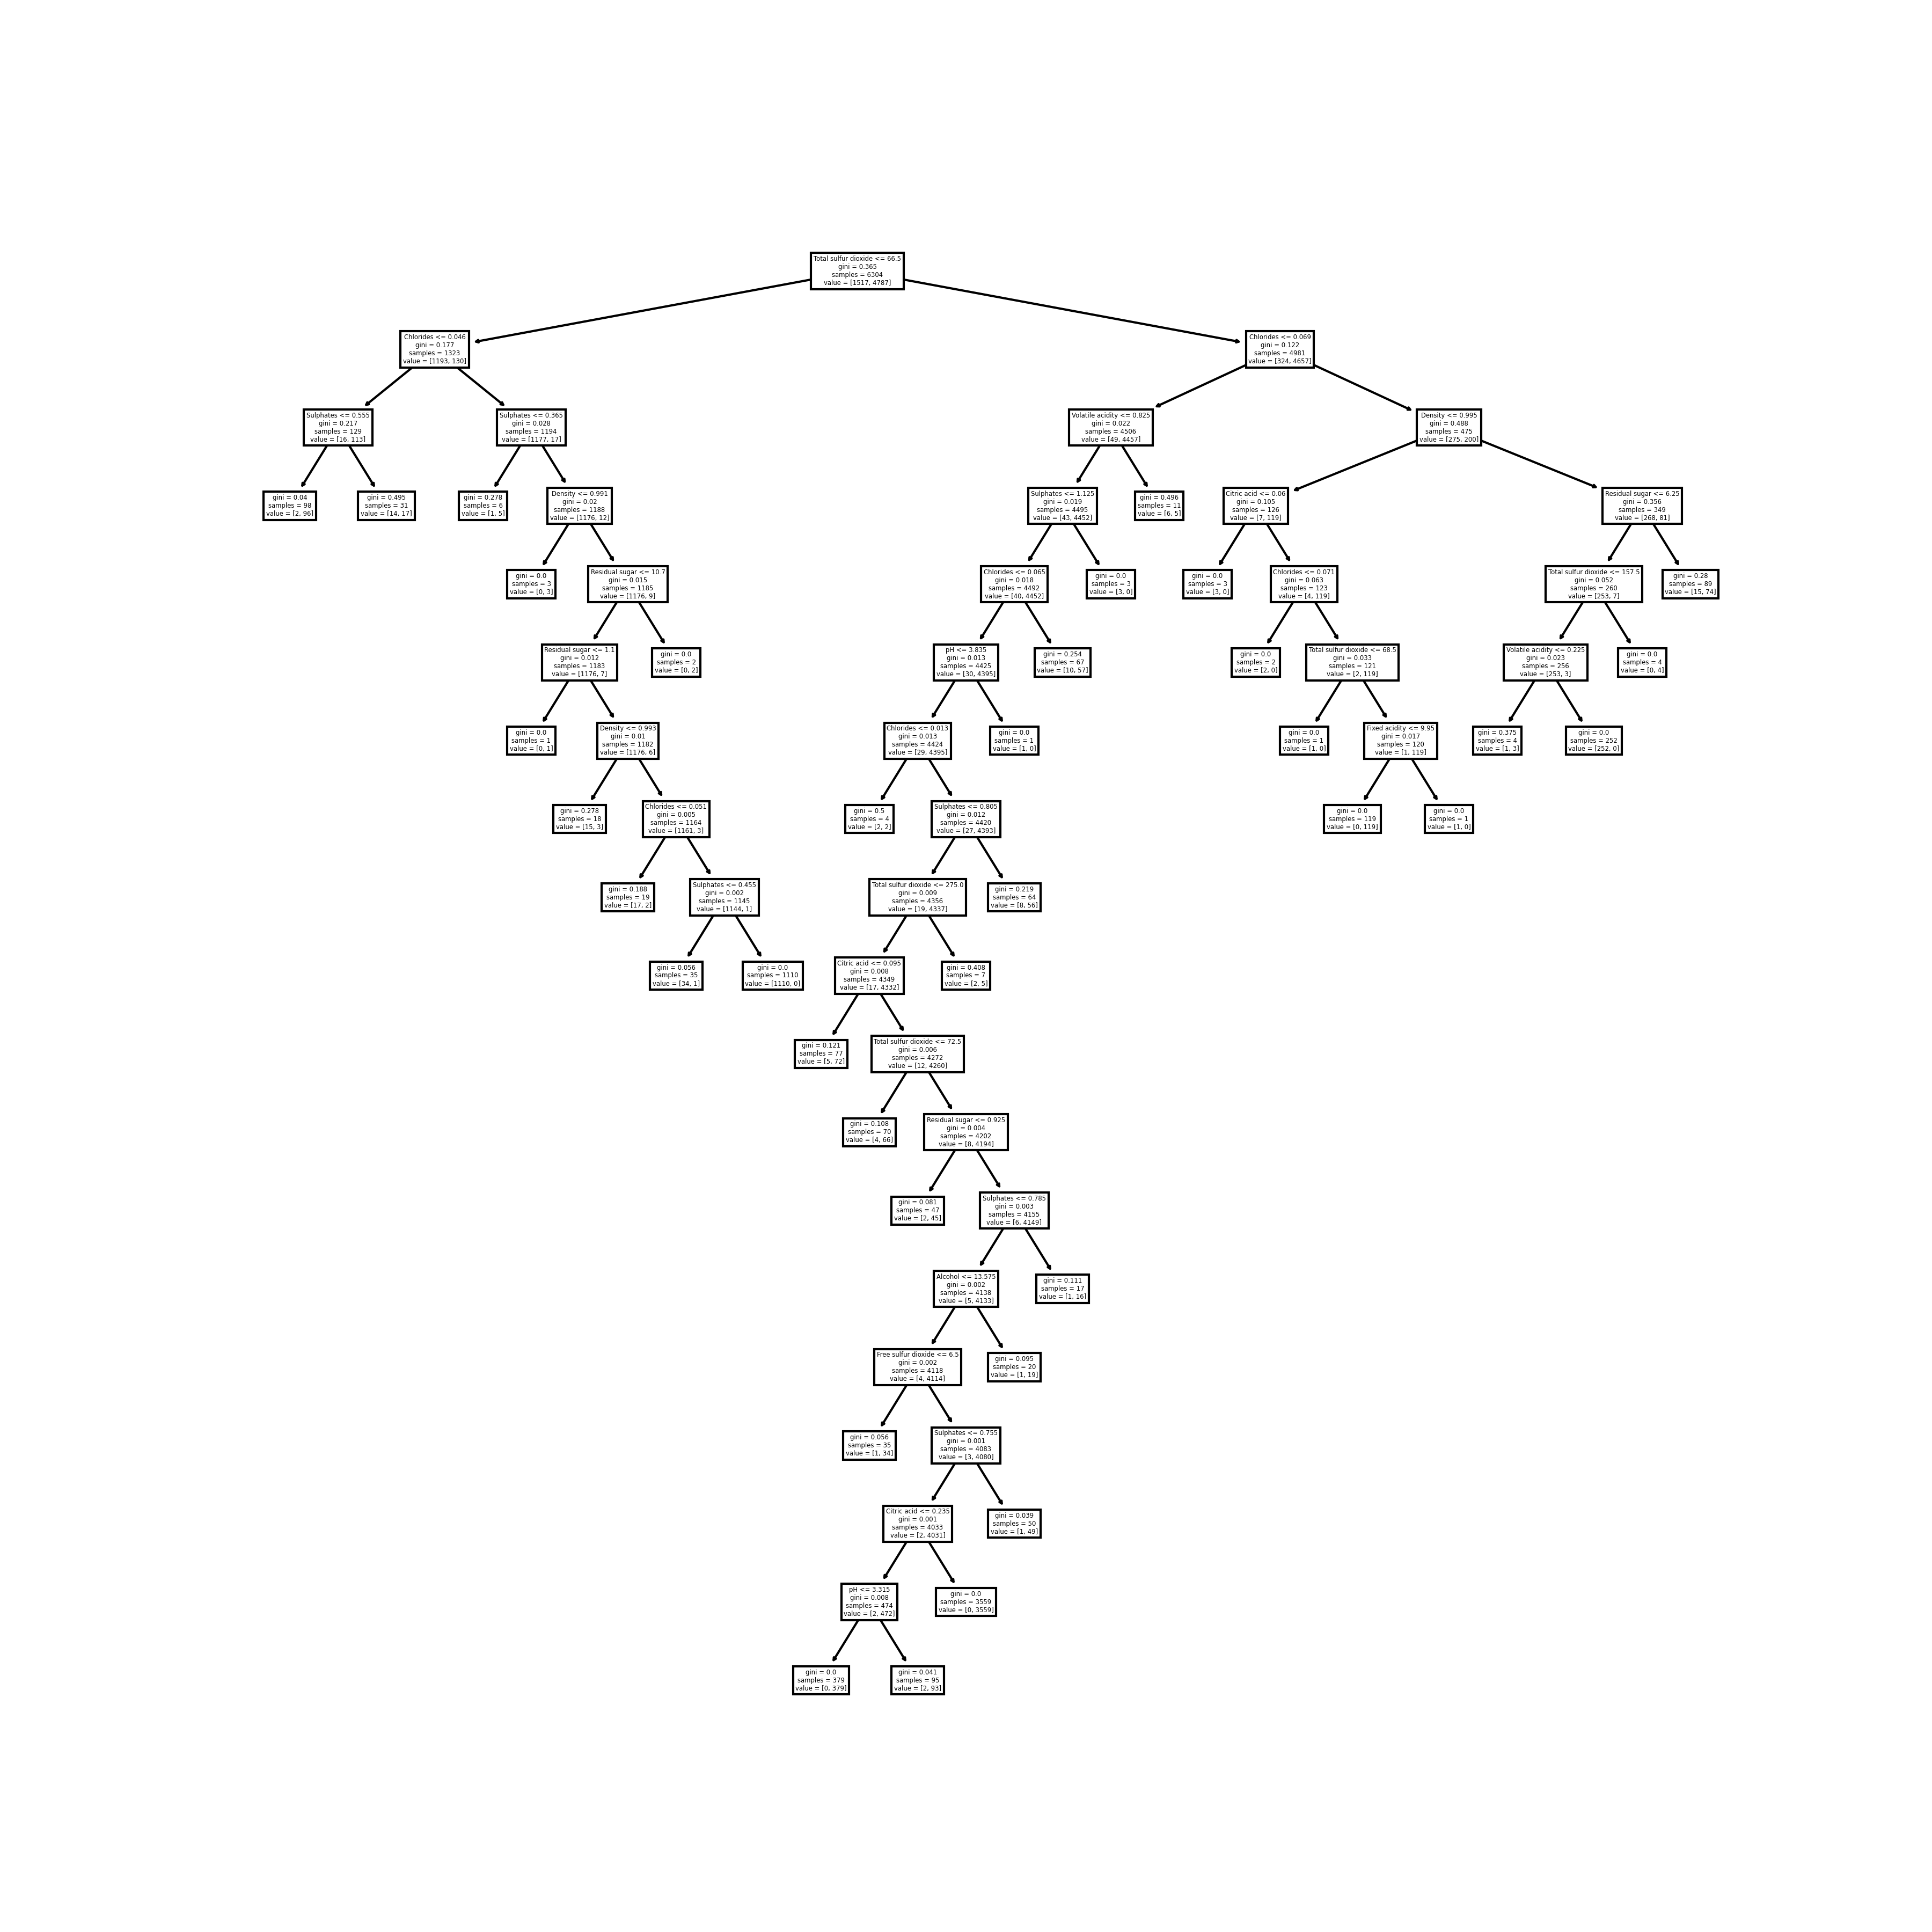 Total sulfur dioxide <= 66.5
gini = 0.365
samples = 6304
value = [1517, 4787]
Chlorides <= 0.046
gini = 0.177
samples = 1323
value = [1193, 130]
Chlorides <= 0.069
gini = 0.122
samples = 4981
value = [324, 4657]
Sulphates <= 0.555
gini = 0.217
samples = 129
value = [16, 113]
Sulphates <= 0.365
gini = 0.028
samples = 1194
value = [1177, 17]
Volatile acidity <= 0.825
gini = 0.022
samples = 4506
value = [49, 4457]
Density <= 0.995
gini = 0.488
samples = 475
value = [275, 200]
gini = 0.04
samples = 98
value = [2, 96]
gini = 0.495
samples = 31
value = [14, 17]
gini = 0.278
samples = 6
value = [1, 5]
Density <= 0.991
gini = 0.02
samples = 1188
value = [1176, 12]
Sulphates <= 1.125
gini = 0.019
samples = 4495
value = [43, 4452]
gini = 0.496
samples = 11
value = [6, 5]
Citric acid <= 0.06
gini = 0.105
samples = 126
value = [7, 119]
Residual sugar <= 6.25
gini = 0.356
samples = 349
value = [268, 81]
gini = 0.0
samples = 3
value = [0, 3]
Residual sugar <= 10.7
gini = 0.015
samples = 1185
value = [1176, 9]
Chlorides <= 0.065
gini = 0.018
samples = 4492
value = [40, 4452]
gini = 0.0
samples = 3
value = [3, 0]
gini = 0.0
samples = 3
value = [3, 0]
Chlorides <= 0.071
gini = 0.063
samples = 123
value = [4, 119]
Total sulfur dioxide <= 157.5
gini = 0.052
samples = 260
value = [253, 7]
gini = 0.28
samples = 89
value = [15, 74]
Residual sugar <= 1.1
gini = 0.012
samples = 1183
value = [1176, 7]
gini = 0.0
samples = 2
value = [0, 2]
pH <= 3.835
gini = 0.013
samples = 4425
value = [30, 4395]
gini = 0.254
samples = 67
value = [10, 57]
gini = 0.0
samples = 2
value = [2, 0]
Total sulfur dioxide <= 68.5
gini = 0.033
samples = 121
value = [2, 119]
Volatile acidity <= 0.225
gini = 0.023
samples = 256
value = [253, 3]
gini = 0.0
samples = 4
value = [0, 4]
gini = 0.0
samples = 1
value = [0, 1]
Density <= 0.993
gini = 0.01
samples = 1182
value = [1176, 6]
Chlorides <= 0.013
gini = 0.013
samples = 4424
value = [29, 4395]
gini = 0.0
samples = 1
value = [1, 0]
gini = 0.0
samples = 1
value = [1, 0]
Fixed acidity <= 9.95
gini = 0.017
samples = 120
value = [1, 119]
gini = 0.375
samples = 4
value = [1, 3]
gini = 0.0
samples = 252
value = [252, 0]
gini = 0.278
samples = 18
value = [15, 3]
Chlorides <= 0.051
gini = 0.005
samples = 1164
value = [1161, 3]
gini = 0.5
samples = 4
value = [2, 2]
Sulphates <= 0.805
gini = 0.012
samples = 4420
value = [27, 4393]
gini = 0.0
samples = 119
value = [0, 119]
gini = 0.0
samples = 1
value = [1, 0]
gini = 0.188
samples = 19
value = [17, 2]
Sulphates <= 0.455
gini = 0.002
samples = 1145
value = [1144, 1]
Total sulfur dioxide <= 275.0
gini = 0.009
samples = 4356
value = [19, 4337]
gini = 0.219
samples = 64
value = [8, 56]
gini = 0.056
samples = 35
value = [34, 1]
gini = 0.0
samples = 1110
value = [1110, 0]
Citric acid <= 0.095
gini = 0.008
samples = 4349
value = [17, 4332]
gini = 0.408
samples = 7
value = [2, 5]
gini = 0.121
samples = 77
value = [5, 72]
Total sulfur dioxide <= 72.5
gini = 0.006
samples = 4272
value = [12, 4260]
gini = 0.108
samples = 70
value = [4, 66]
Residual sugar <= 0.925
gini = 0.004
samples = 4202
value = [8, 4194]
gini = 0.081
samples = 47
value = [2, 45]
Sulphates <= 0.785
gini = 0.003
samples = 4155
value = [6, 4149]
Alcohol <= 13.575
gini = 0.002
samples = 4138
value = [5, 4133]
gini = 0.111
samples = 17
value = [1, 16]
Free sulfur dioxide <= 6.5
gini = 0.002
samples = 4118
value = [4, 4114]
gini = 0.095
samples = 20
value = [1, 19]
gini = 0.056
samples = 35
value = [1, 34]
Sulphates <= 0.755
gini = 0.001
samples = 4083
value = [3, 4080]
Citric acid <= 0.235
gini = 0.001
samples = 4033
value = [2, 4031]
gini = 0.039
samples = 50
value = [1, 49]
pH <= 3.315
gini = 0.008
samples = 474
value = [2, 472]
gini = 0.0
samples = 3559
value = [0, 3559]
gini = 0.0
samples = 379
value = [0, 379]
gini = 0.041
samples = 95
value = [2, 93]